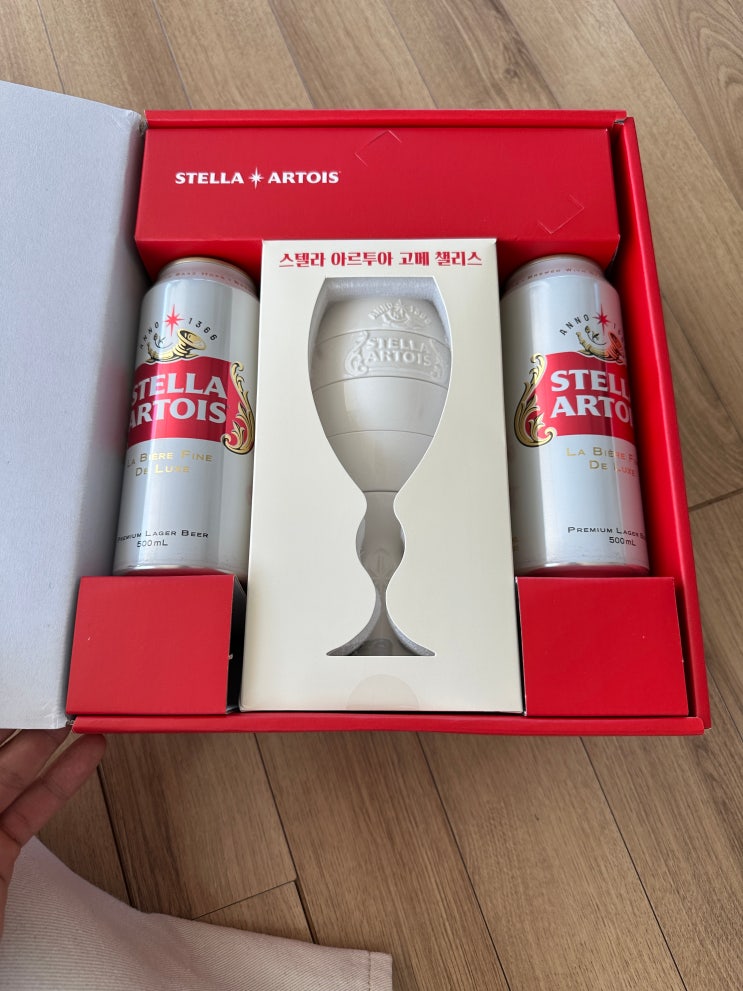 STELLA ARTOIS
스텔라 아르투아 고메 챌리스
ANNO 1366
STELLA
ARTOIS
LA BIÈRE FINE
DE LUXE
PREMIUM LAGER BEER
500mL
STELLA
ARTOIS
BREWED WITH
ANNO
STELLA
ARTOIS
LA BIÈRE
DE LUXE
PREMIUM LAGER
500mL